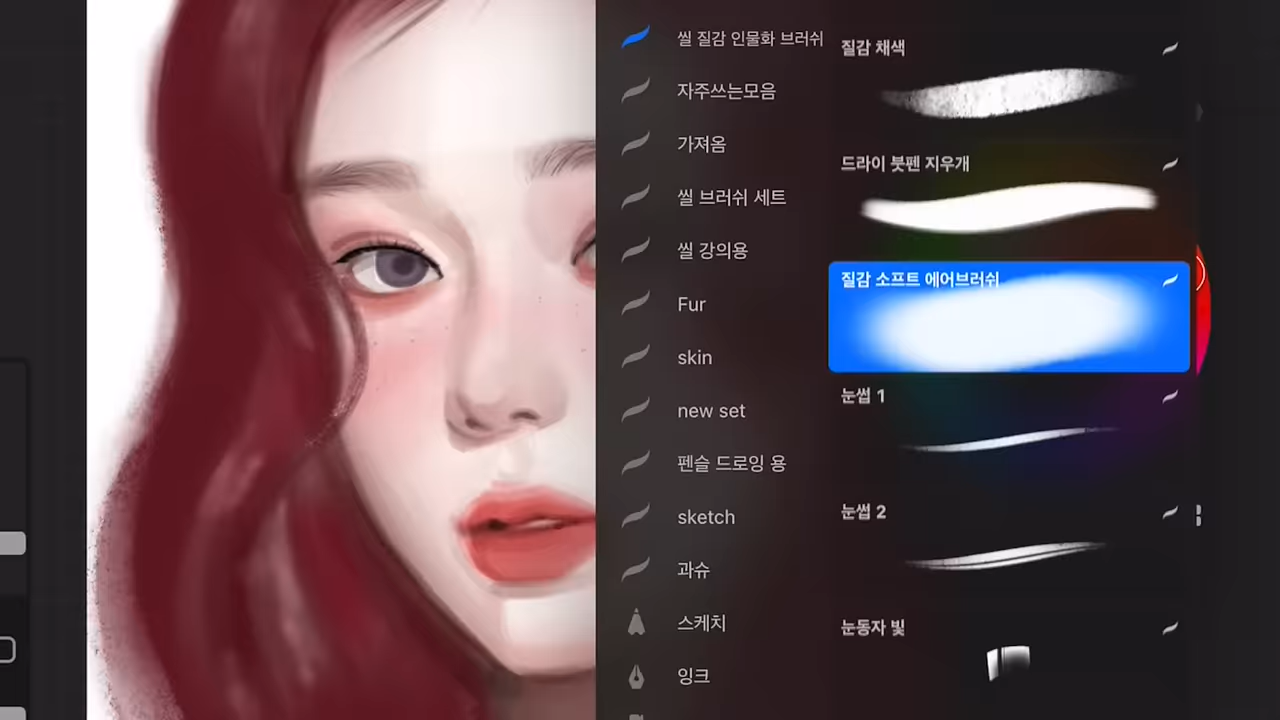 씰 질감 인물화 브러쉬
자주쓰는모음
가져옴
씰 브러쉬 세트
씰 강의용
Fur
skin
new set
펜슬 드로잉 용
sketch
과슈
스케치
잉크
질감 채색
드라이 붓펜 지우개
질감 소프트 에어브러쉬
눈썹 1
눈썹 2
눈동자 빛